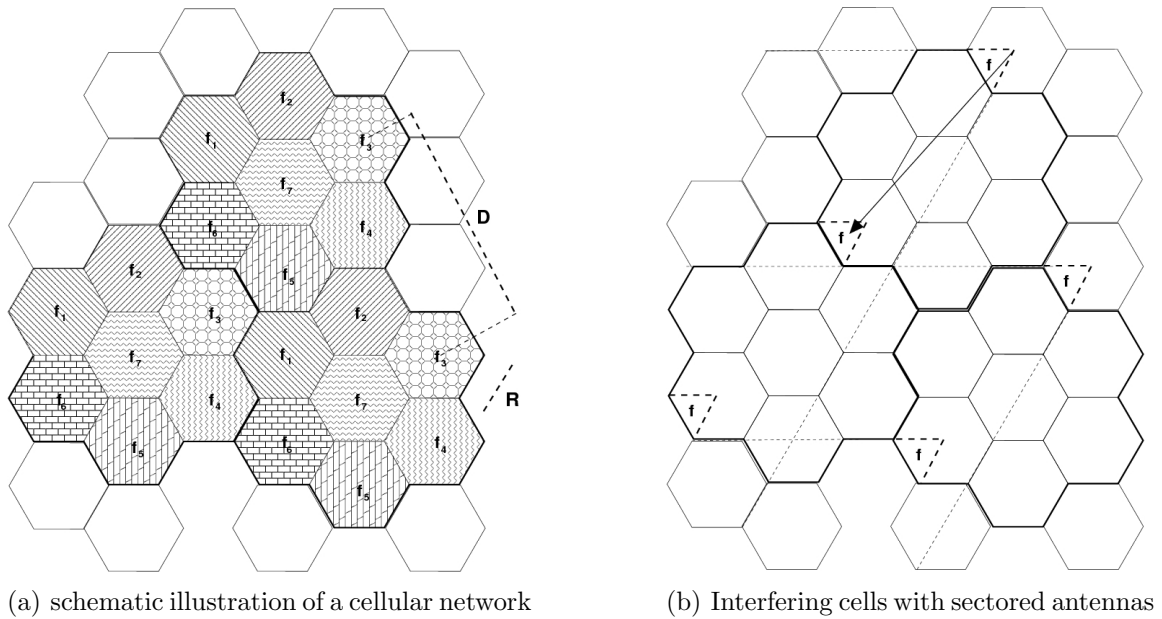 f₂
f₁
f₃
f₇
f₆
f₄
D
f₂
f₅
f₁
f₃
f₂
f₇
f₁
f₃
f₆
f₄
f₇
R
f₅
f₆
f₄
f₅
f
f
f
f
f
(a) schematic illustration of a cellular network
(b) Interfering cells with sectored antennas